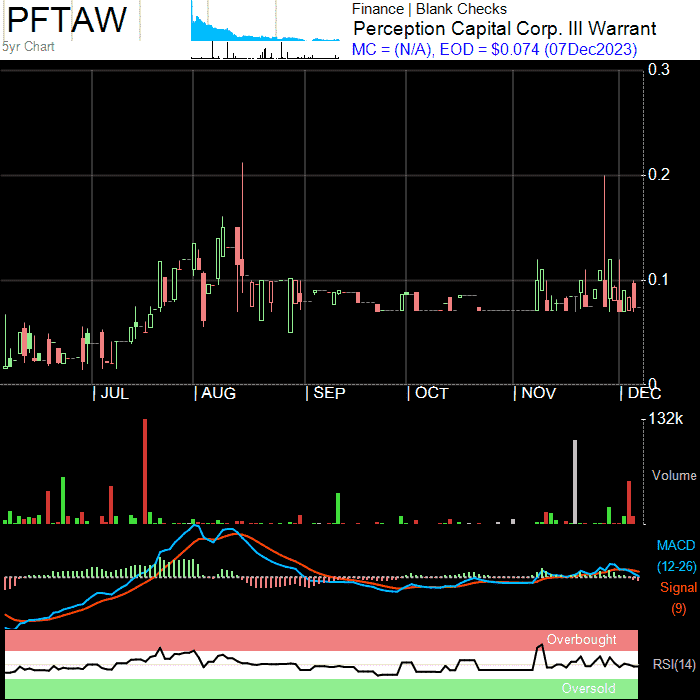 PFTAW
5yr Chart
Finance | Blank Checks
Perception Capital Corp. III Warrant
MC = (N/A), EOD = $0.074 (07Dec2023)
0.3
0.2
0.1
0
| JUL | AUG | SEP | OCT | NOV | DEC
132k
Volume
MACD
(12-26)
Signal
(9)
Overbought
RSI(14)
Oversold